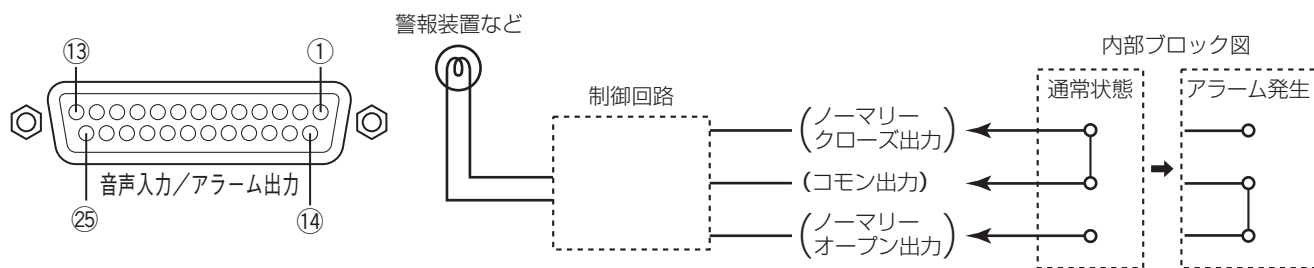 ⑬
①
音声入力／アラーム出力
㉕
⑭
警報装置など
制御回路
(ノーマリー
クローズ出力)
(コモン出力)
(ノーマリー
オープン出力)
内部ブロック図
通常状態
アラーム発生